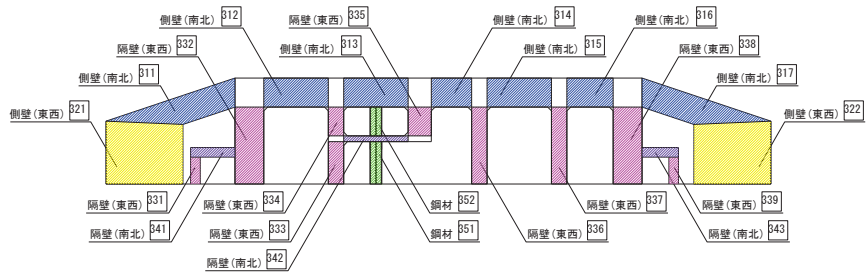 側壁(南北) 312
隔壁(東西) 335
側壁(南北) 314
側壁(南北) 316
隔壁(東西) 332
側壁(南北) 313
側壁(南北) 315
隔壁(東西) 338
側壁(南北) 311
側壁(南北) 317
側壁(東西) 321
側壁(東西) 322
隔壁(東西) 331
隔壁(東西) 334
鋼材 352
隔壁(東西) 337
隔壁(東西) 339
隔壁(南北) 341
隔壁(東西) 333
鋼材 351
隔壁(東西) 336
隔壁(南北) 343
隔壁(南北) 342